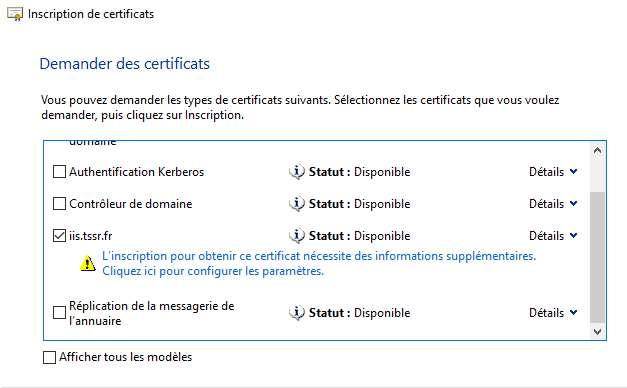 Inscription de certificats
Demander des certificats
Vous pouvez demander les types de certificats suivants. Sélectionnez les certificats que vous voulez
demander, puis cliquez sur Inscription.
domaine
Authentification Kerberos Statut : Disponible Détails
Contrôleur de domaine Statut : Disponible Détails
iis.tssr.fr Statut : Disponible Détails
L'inscription pour obtenir ce certificat nécessite des informations supplémentaires.
Cliquez ici pour configurer les paramètres.
Réplication de la messagerie de
l'annuaire Statut : Disponible Détails
Afficher tous les modèles